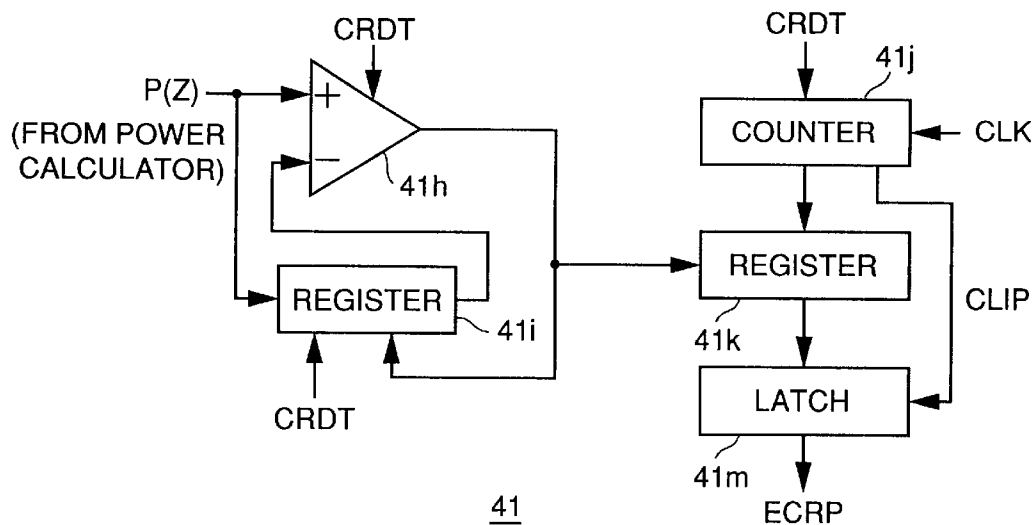 CRDT
P(Z)
(FROM POWER
CALCULATOR)
+
−
41h
REGISTER
41i
CRDT
CRDT
41j
COUNTER
CLK
REGISTER
41k
CLIP
LATCH
41m
ECRP
41